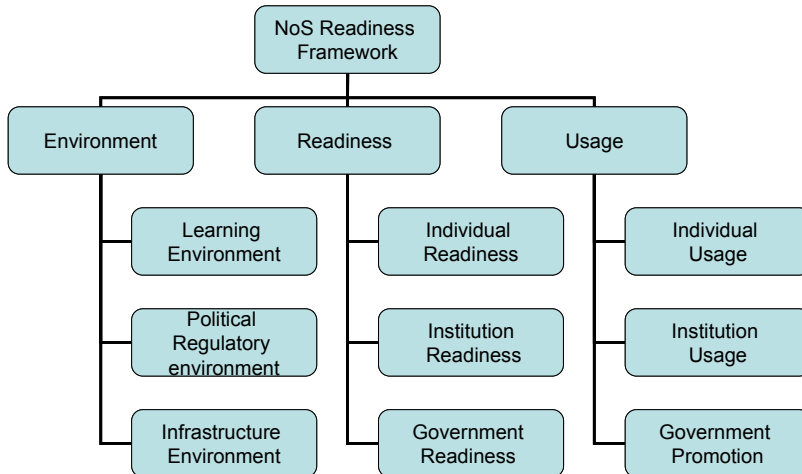 NoS Readiness
Framework
Environment
Readiness
Usage
Learning
Environment
Individual
Readiness
Individual
Usage
Political
Regulatory
environment
Institution
Readiness
Institution
Usage
Infrastructure
Environment
Government
Readiness
Government
Promotion